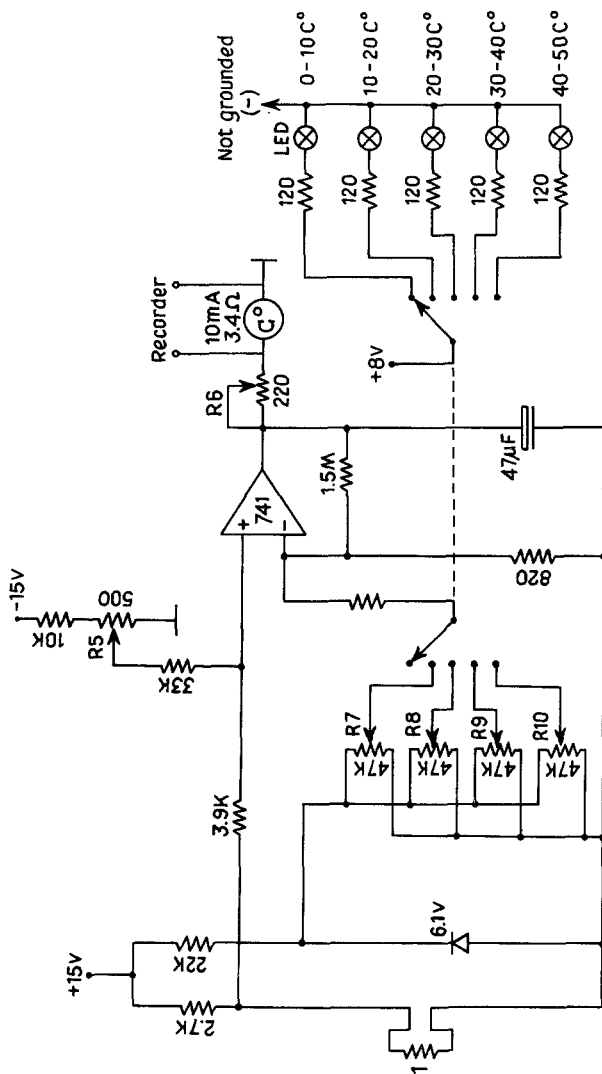 -15V
10K
500
R5
33K
Recorder
10mA
3.4Ω
C°
R6
220
Not grounded
(-)
LED
+15V
2.7K
22K
3.9K
+
741
-
1.5M
+8V
120
0-10C°
120
10-20C°
120
20-30C°
120
30-40C°
120
40-50C°
R7
47K
R8
47K
R9
47K
R10
47K
6.1V
820
47µF
1